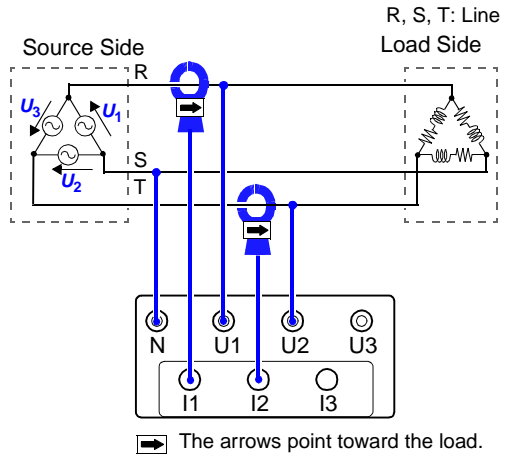 R, S, T: Line
Source Side
Load Side
R
U3
U1
S
U2
T
N U1 U2 U3
I1 I2 I3
The arrows point toward the load.